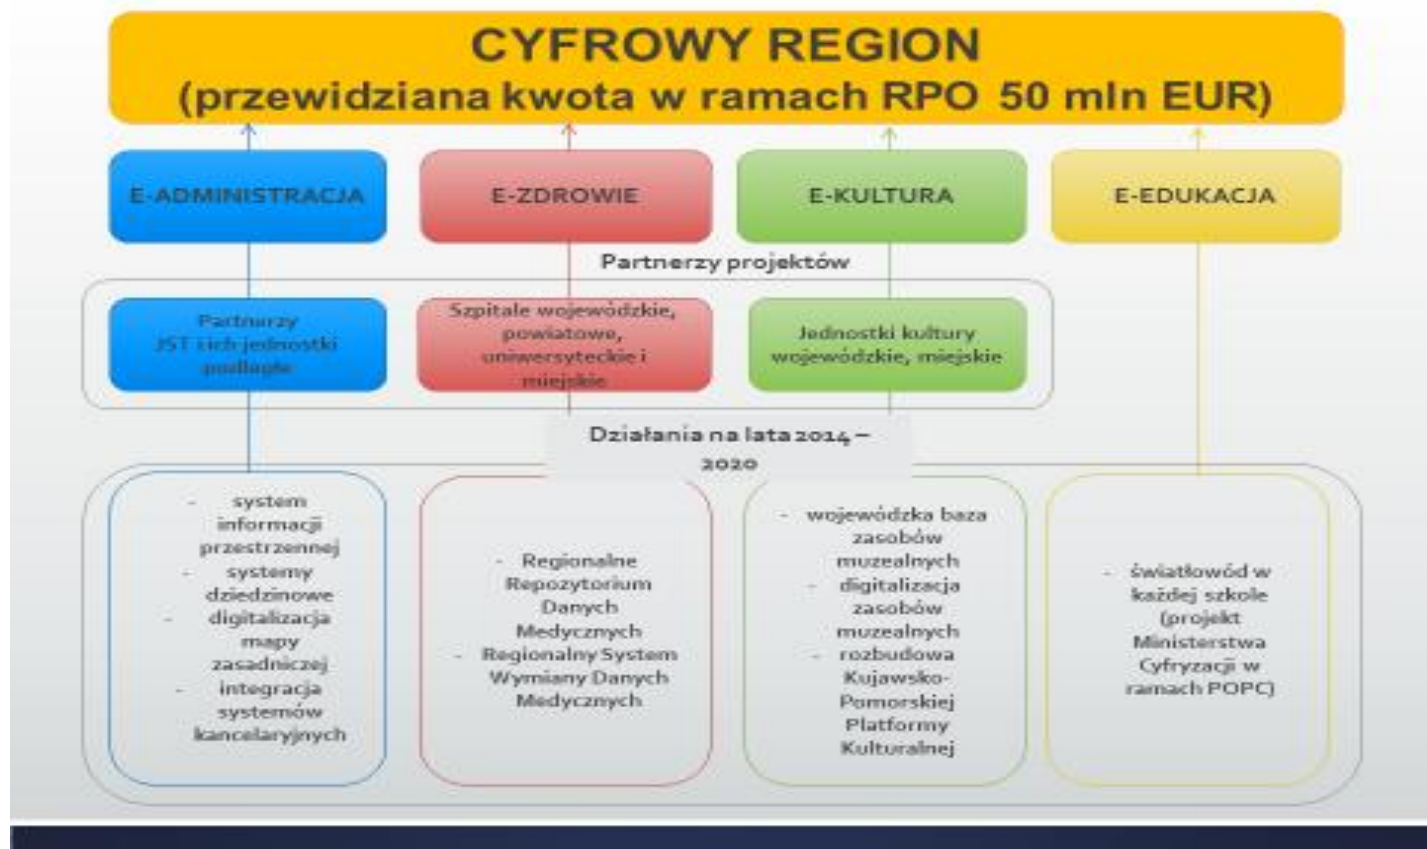 CYFROWY REGION
(przewidziana kwota w ramach RPO 50 mln EUR)
E-ADMINISTRACJA
E-ZDROWIE
E-KULTURA
E-EDUKACJA
Partnerzy projektów
Partnerzy
JST i ich jednostki
podległe
Szpitale wojewódzkie,
powiatowe,
uniwersyteckie i
miejskie
Jednostki kultury
wojewódzkie, miejskie
Działania na lata 2014 –
2020
- system
informacji
przestrzennej
- systemy
dziedzinowe
- digitalizacja
mapy
zasadniczej
- integracja
systemów
kancelaryjnych
- Regionalne
Repozytorium
Danych
Medycznych
- Regionalny System
Wymiany Danych
Medycznych
- wojewódzka baza
zasobów
muzealnych
- digitalizacja
zasobów
muzealnych
- rozbudowa
Kujawsko-
Pomorskiej
Platformy
Kulturalnej
- światłowód w
każdej szkole
(projekt
Ministerstwa
Cyfryzacji w
ramach POPC)